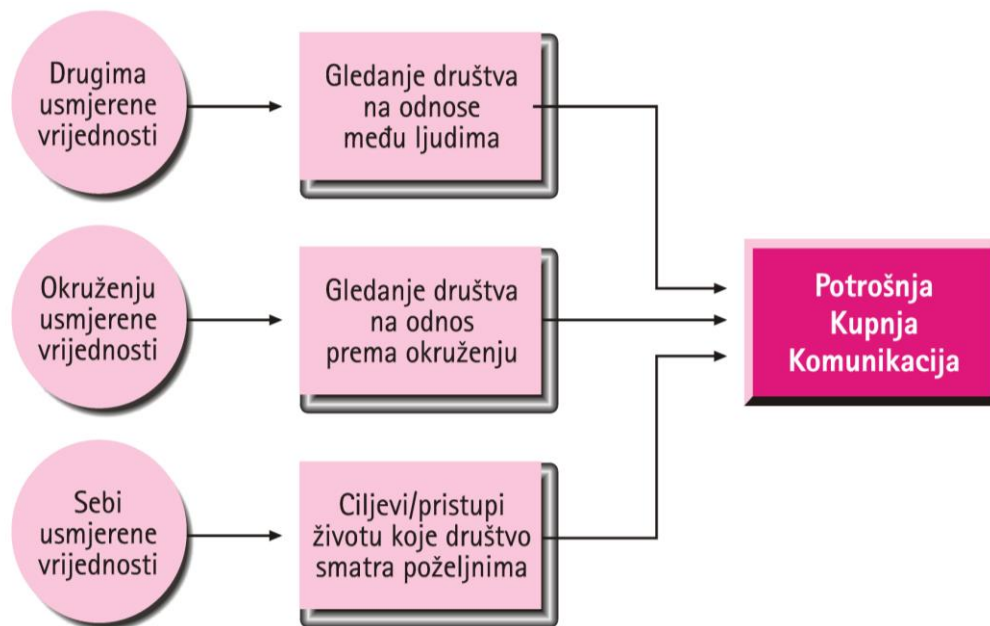 Drugima
usmjerene
vrijednosti
Gledanje društva
na odnose
među ljudima
Okruženju
usmjerene
vrijednosti
Gledanje društva
na odnos
prema okruženju
Potrošnja
Kupnja
Komunikacija
Sebi
usmjerene
vrijednosti
Ciljevi/pristupi
životu koje društvo
smatra poželjnima